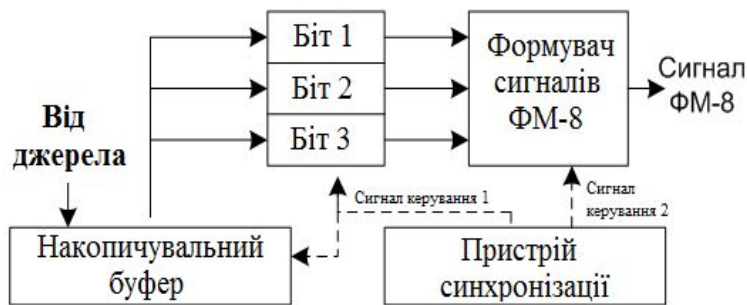 Біт 1
Біт 2
Біт 3
Формувач
сигналів
ФМ-8
Сигнал
ФМ-8
Від
джерела
Сигнал керування 1
Сигнал
керування 2
Накопичувальний
буфер
Пристрій
синхронізації